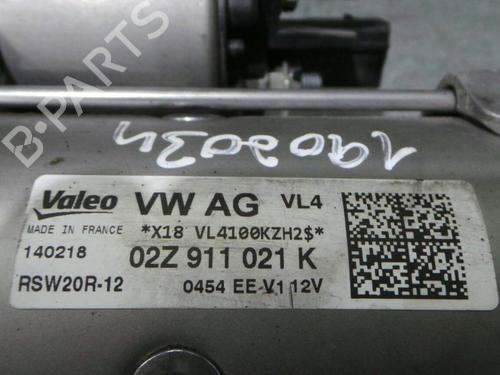 1902034
Valeo VW AG VL4
MADE IN FRANCE *X18 VL4100KZH2$*
140218 02Z 911 021 K
RSW20R-12 0454 EE-V1 12V
B-PARTS